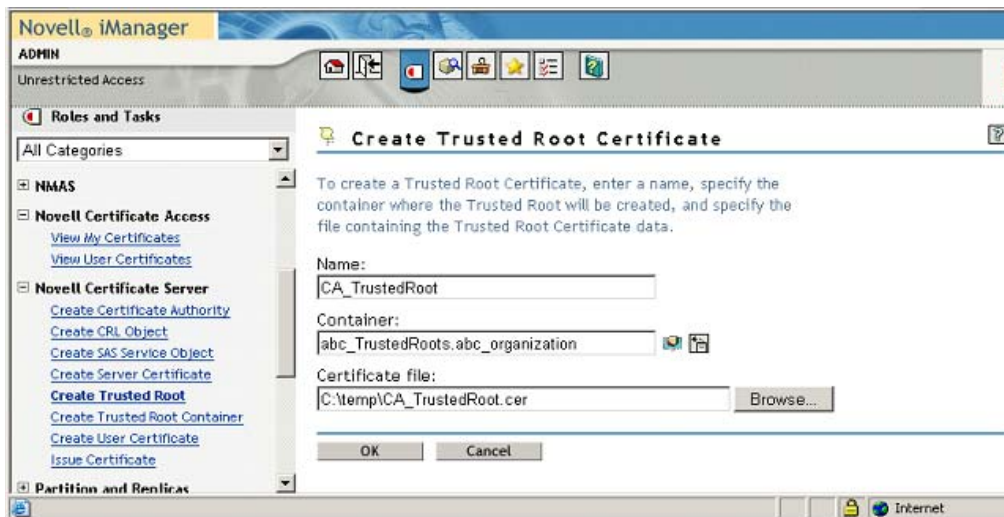 Novell® iManager
ADMIN
Unrestricted Access
Roles and Tasks
All Categories
NMAS
Novell Certificate Access
View My Certificates
View User Certificates
Novell Certificate Server
Create Certificate Authority
Create CRL Object
Create SAS Service Object
Create Server Certificate
Create Trusted Root
Create Trusted Root Container
Create User Certificate
Issue Certificate
Partition and Replicas
Create Trusted Root Certificate
To create a Trusted Root Certificate, enter a name, specify the
container where the Trusted Root will be created, and specify the
file containing the Trusted Root Certificate data.
Name:
CA_TrustedRoot
Container:
abc_TrustedRoots.abc_organization
Certificate file:
C:\temp\CA_TrustedRoot.cer
Browse...
OK
Cancel
Internet